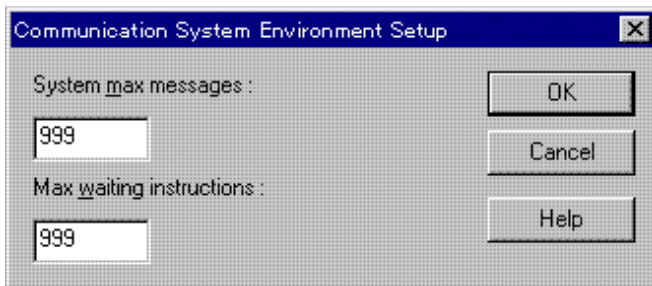 Communication System Environment Setup
System max messages :
999
OK
Cancel
Max waiting instructions :
999
Help